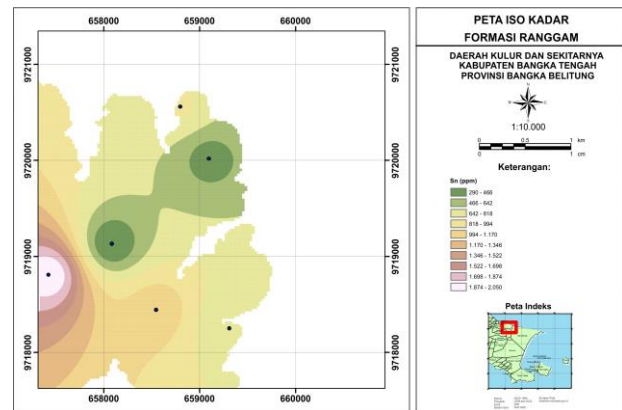 658000 659000 660000
9721000
9720000
9719000
9718000
658000 659000 660000
9721000
9720000
9719000
9718000
PETA ISO KADAR
FORMASI RANGGAM
DAERAH KULUR DAN SEKITARNYA
KABUPATEN BANGKA TENGAH
PROVINSI BANGKA BELITUNG
1:10.000
0 0.5 1
km
0 1
cm
Keterangan:
Sn (ppm)
290 - 466
466 - 642
642 - 818
818 - 994
994 - 1.170
1.170 - 1.346
1.346 - 1.522
1.522 - 1.698
1.698 - 1.874
1.874 - 2.050
Peta Indeks